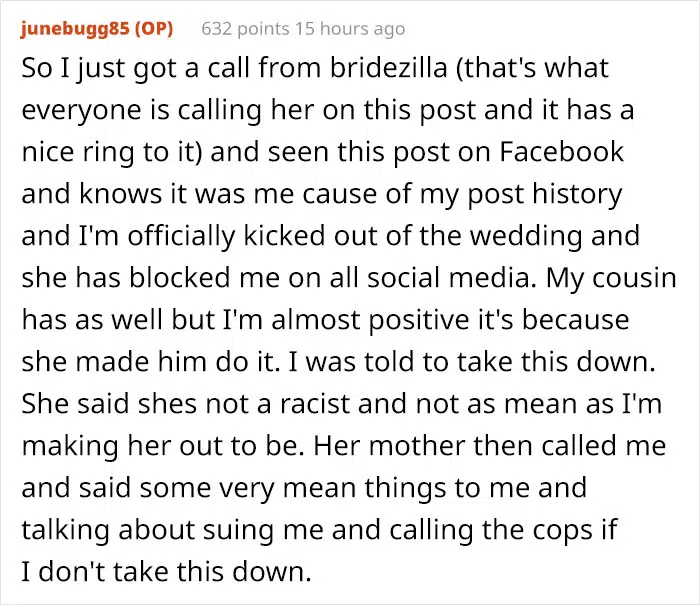 junebugg85 (OP) 632 points 15 hours ago
So I just got a call from bridezilla (that's what
everyone is calling her on this post and it has a
nice ring to it) and seen this post on Facebook
and knows it was me cause of my post history
and I'm officially kicked out of the wedding and
she has blocked me on all social media. My cousin
has as well but I'm almost positive it's because
she made him do it. I was told to take this down.
She said shes not a racist and not as mean as I'm
making her out to be. Her mother then called me
and said some very mean things to me and
talking about suing me and calling the cops if
I don't take this down.